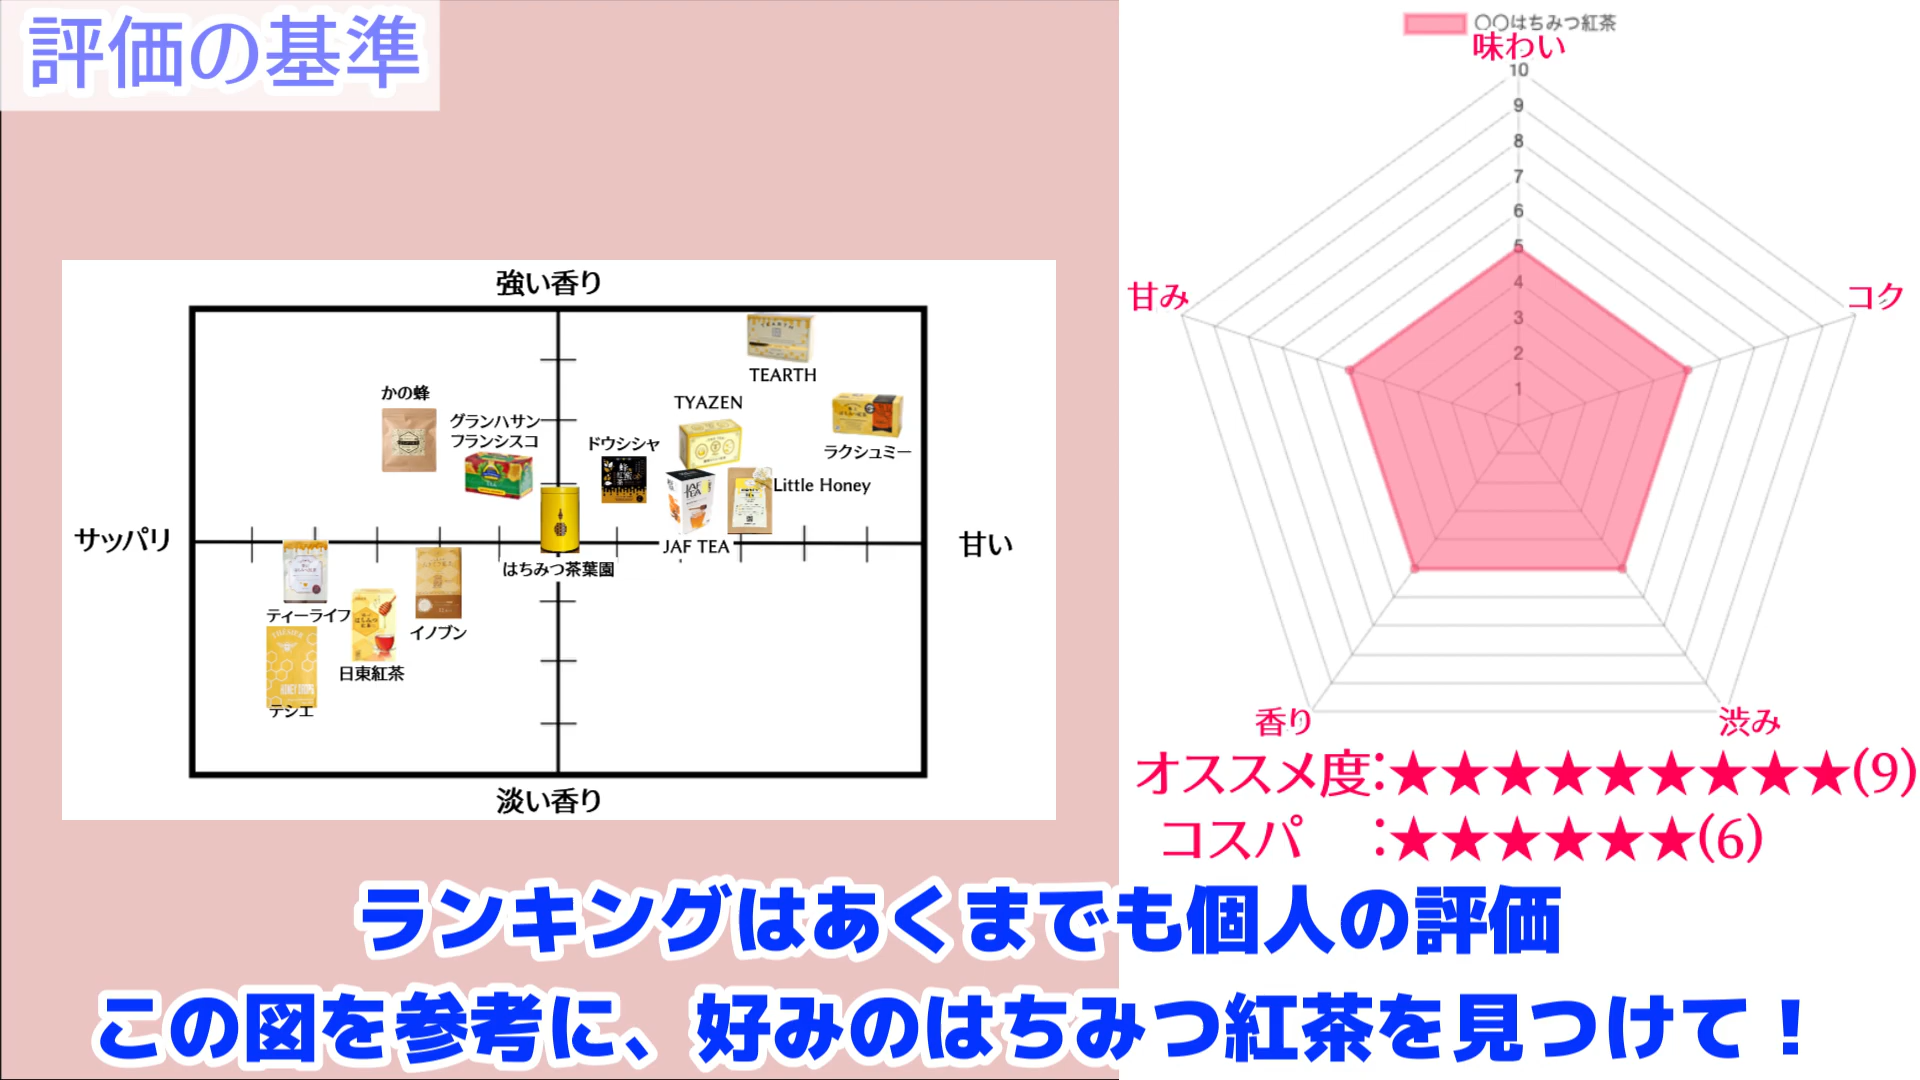 評価の基準
強い香り
TEARTH
かの蜂
TYAZEN
グランハサン
フランシスコ
ドウシシャ
ラクシュミー
Little Honey
サッパリ
甘い
JAF TEA
はちみつ茶葉園
ティーライフ
イノブン
日東紅茶
HONEY DROPS
テシエ
淡い香り
〇〇はちみつ紅茶
味わい
10
9
8
7
6
5
4
3
2
1
甘み
コク
香り
渋み
オススメ度:★★★★★★★★★(9)
コスパ :★★★★★★(6)
ランキングはあくまでも個人の評価
この図を参考に、好みのはちみつ紅茶を見つけて！